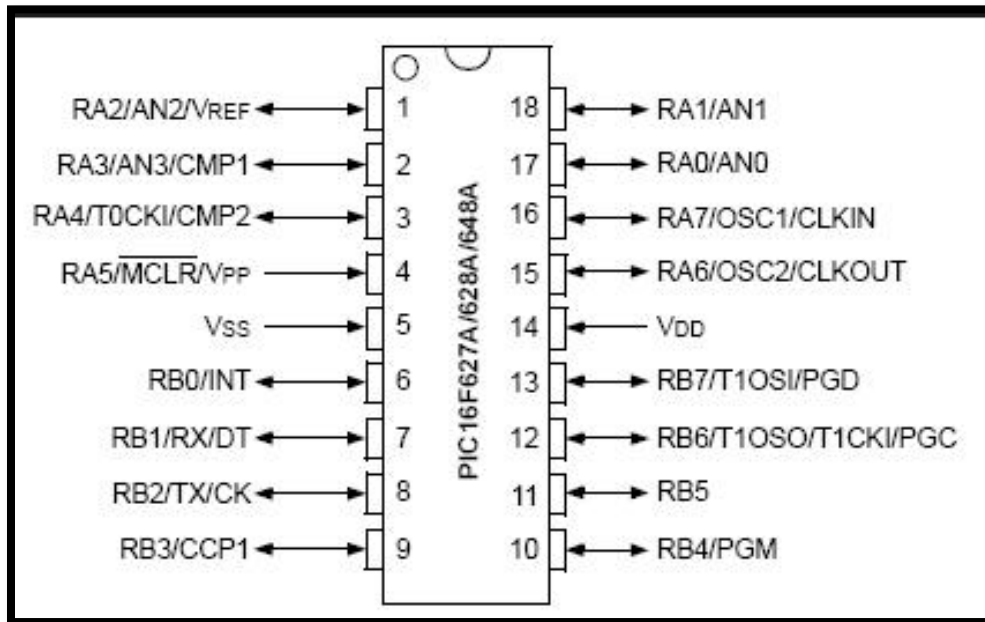 RA2/AN2/VREF 1 18 RA1/AN1
RA3/AN3/CMP1 2 17 RA0/AN0
RA4/T0CKI/CMP2 3 16 RA7/OSC1/CLKIN
RA5/MCLR/VPP 4 15 RA6/OSC2/CLKOUT
VSS 5 14 VDD
RB0/INT 6 13 RB7/T1OSI/PGD
RB1/RX/DT 7 12 RB6/T1OSO/T1CKI/PGC
RB2/TX/CK 8 11 RB5
RB3/CCP1 9 10 RB4/PGM
PIC16F627A/628A/648A